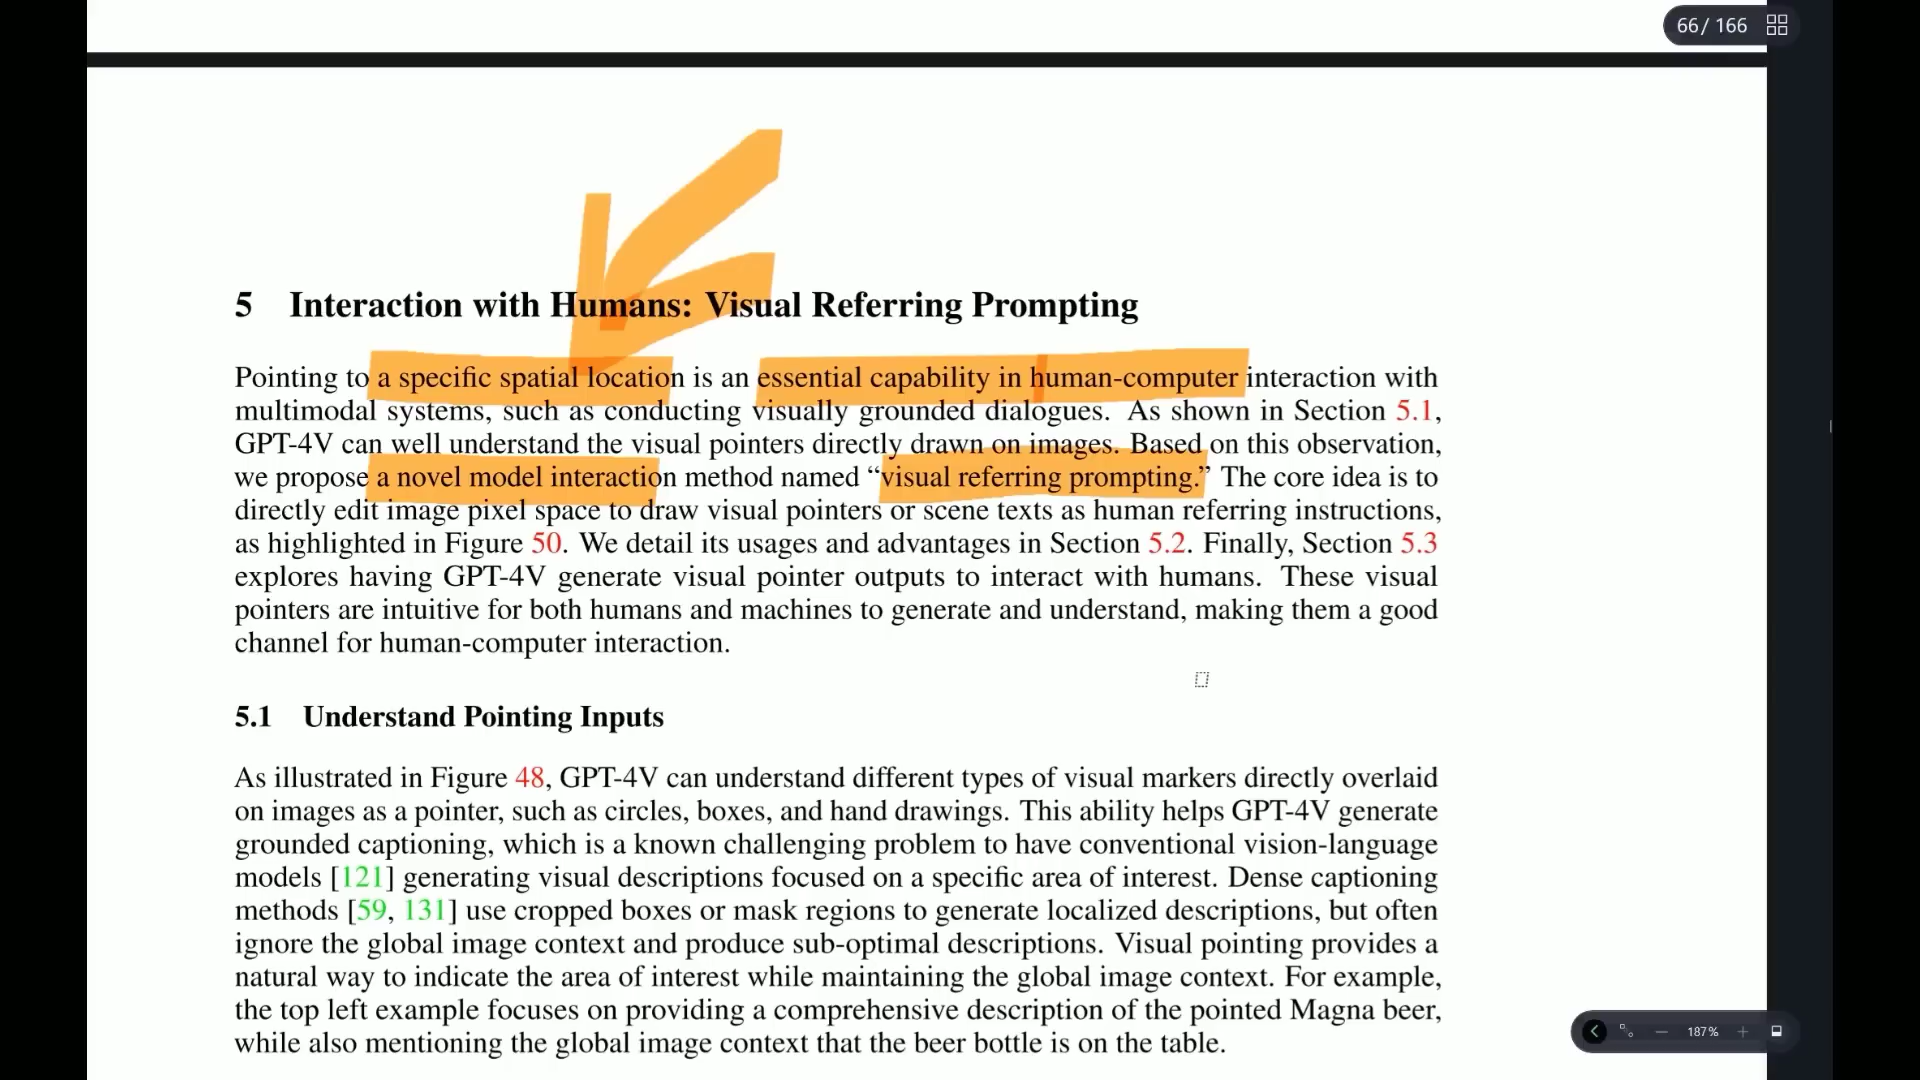 66/ 166
5 Interaction with Humans: Visual Referring Prompting
Pointing to a specific spatial location is an essential capability in human-computer interaction with
multimodal systems, such as conducting visually grounded dialogues. As shown in Section 5.1,
GPT-4V can well understand the visual pointers directly drawn on images. Based on this observation,
we propose a novel model interaction method named “visual referring prompting.” The core idea is to
directly edit image pixel space to draw visual pointers or scene texts as human referring instructions,
as highlighted in Figure 50. We detail its usages and advantages in Section 5.2. Finally, Section 5.3
explores having GPT-4V generate visual pointer outputs to interact with humans. These visual
pointers are intuitive for both humans and machines to generate and understand, making them a good
channel for human-computer interaction.
5.1 Understand Pointing Inputs
As illustrated in Figure 48, GPT-4V can understand different types of visual markers directly overlaid
on images as a pointer, such as circles, boxes, and hand drawings. This ability helps GPT-4V generate
grounded captioning, which is a known challenging problem to have conventional vision-language
models [121] generating visual descriptions focused on a specific area of interest. Dense captioning
methods [59, 131] use cropped boxes or mask regions to generate localized descriptions, but often
ignore the global image context and produce sub-optimal descriptions. Visual pointing provides a
natural way to indicate the area of interest while maintaining the global image context. For example,
the top left example focuses on providing a comprehensive description of the pointed Magna beer,
while also mentioning the global image context that the beer bottle is on the table.
187%